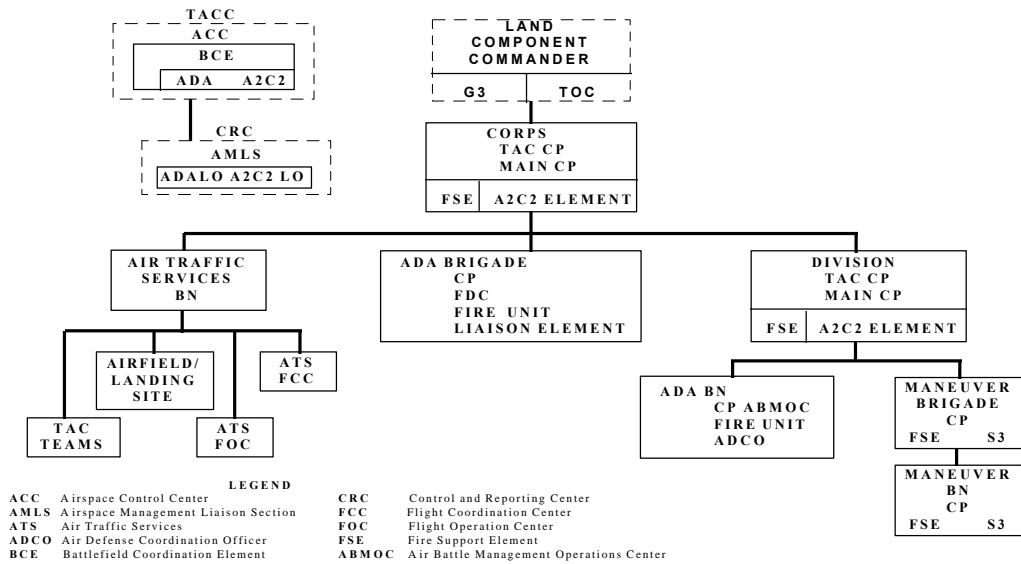 TACC
ACC
BCE
ADA A2C2
CRC
AMLS
ADALO A2C2 LO
LAND
COMPONENT
COMMANDER
G3 TOC
CORPS
TAC CP
MAIN CP
FSE A2C2 ELEMENT
AIR TRAFFIC
SERVICES
BN
ADA BRIGADE
CP
FDC
FIRE UNIT
LIAISON ELEMENT
DIVISION
TAC CP
MAIN CP
FSE A2C2 ELEMENT
AIRFIELD/
LANDING
SITE
ATS
FCC
TAC
TEAMS
ATS
FOC
ADA BN
CP ABMOC
FIRE UNIT
ADCO
MANEUVER
BRIGADE
CP
FSE S3
MANEUVER
BN
CP
FSE S3
LEGEND
ACC Airspace Control Center
AMLS Airspace Management Liaison Section
ATS Air Traffic Services
ADCO Air Defense Coordination Officer
BCE Battlefield Coordination Element
CRC Control and Reporting Center
FCC Flight Coordination Center
FOC Flight Operation Center
FSE Fire Support Element
ABMOC Air Battle Management Operations Center